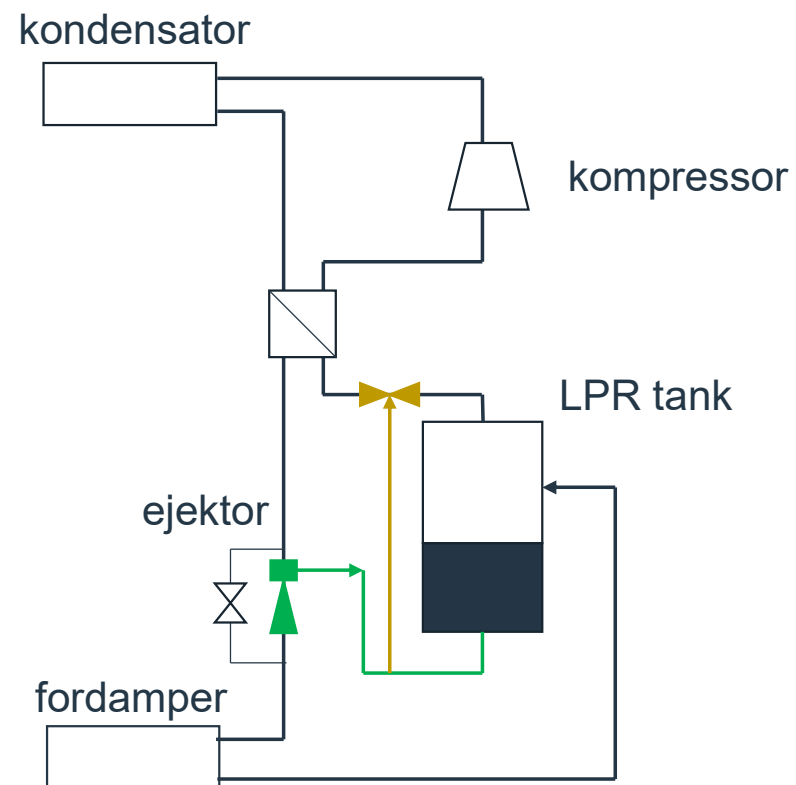 kondensator
kompressor
LPR tank
ejektor
fordamper